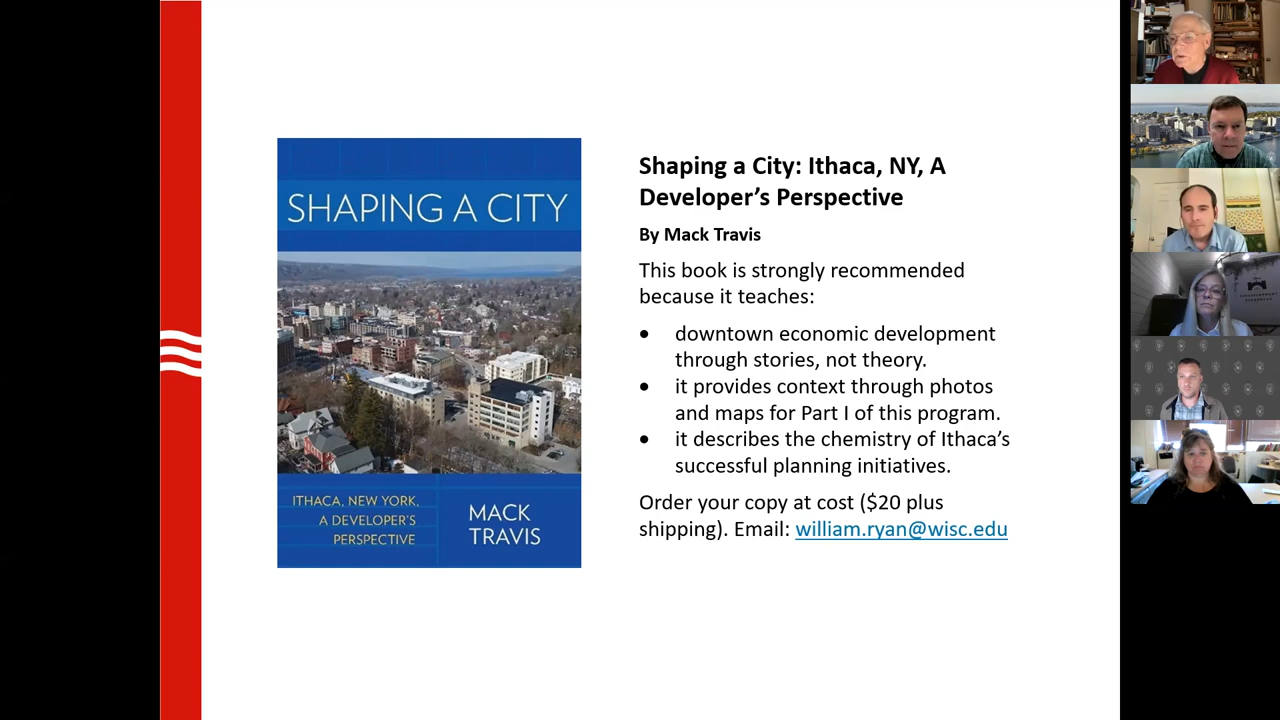 SHAPING A CITY
ITHACA, NEW YORK,
A DEVELOPER'S
PERSPECTIVE
MACK
TRAVIS
Shaping a City: Ithaca, NY, A
Developer’s Perspective
By Mack Travis
This book is strongly recommended
because it teaches:
• downtown economic development
through stories, not theory.
• it provides context through photos
and maps for Part I of this program.
• it describes the chemistry of Ithaca’s
successful planning initiatives.
Order your copy at cost ($20 plus
shipping). Email: william.ryan@wisc.edu